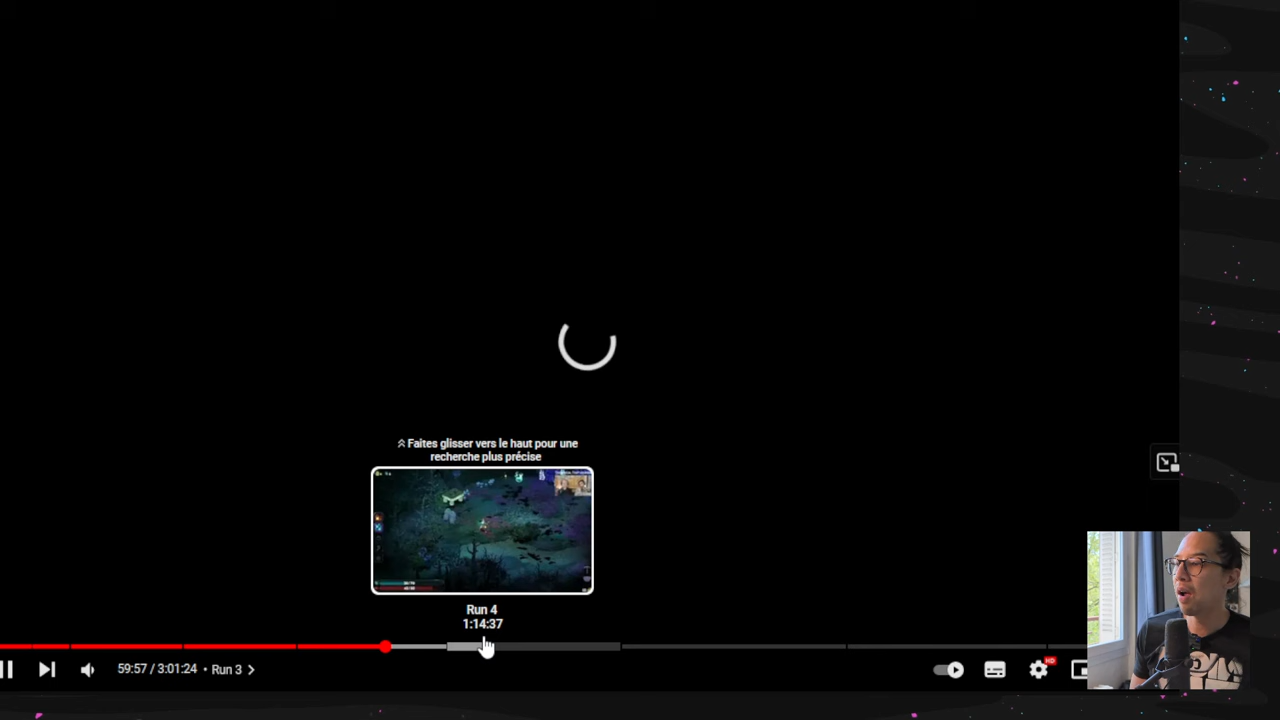 Faites glisser vers le haut pour une
recherche plus précise
Run 4
1:14:37
59:57 / 3:01:24 • Run 3
HD